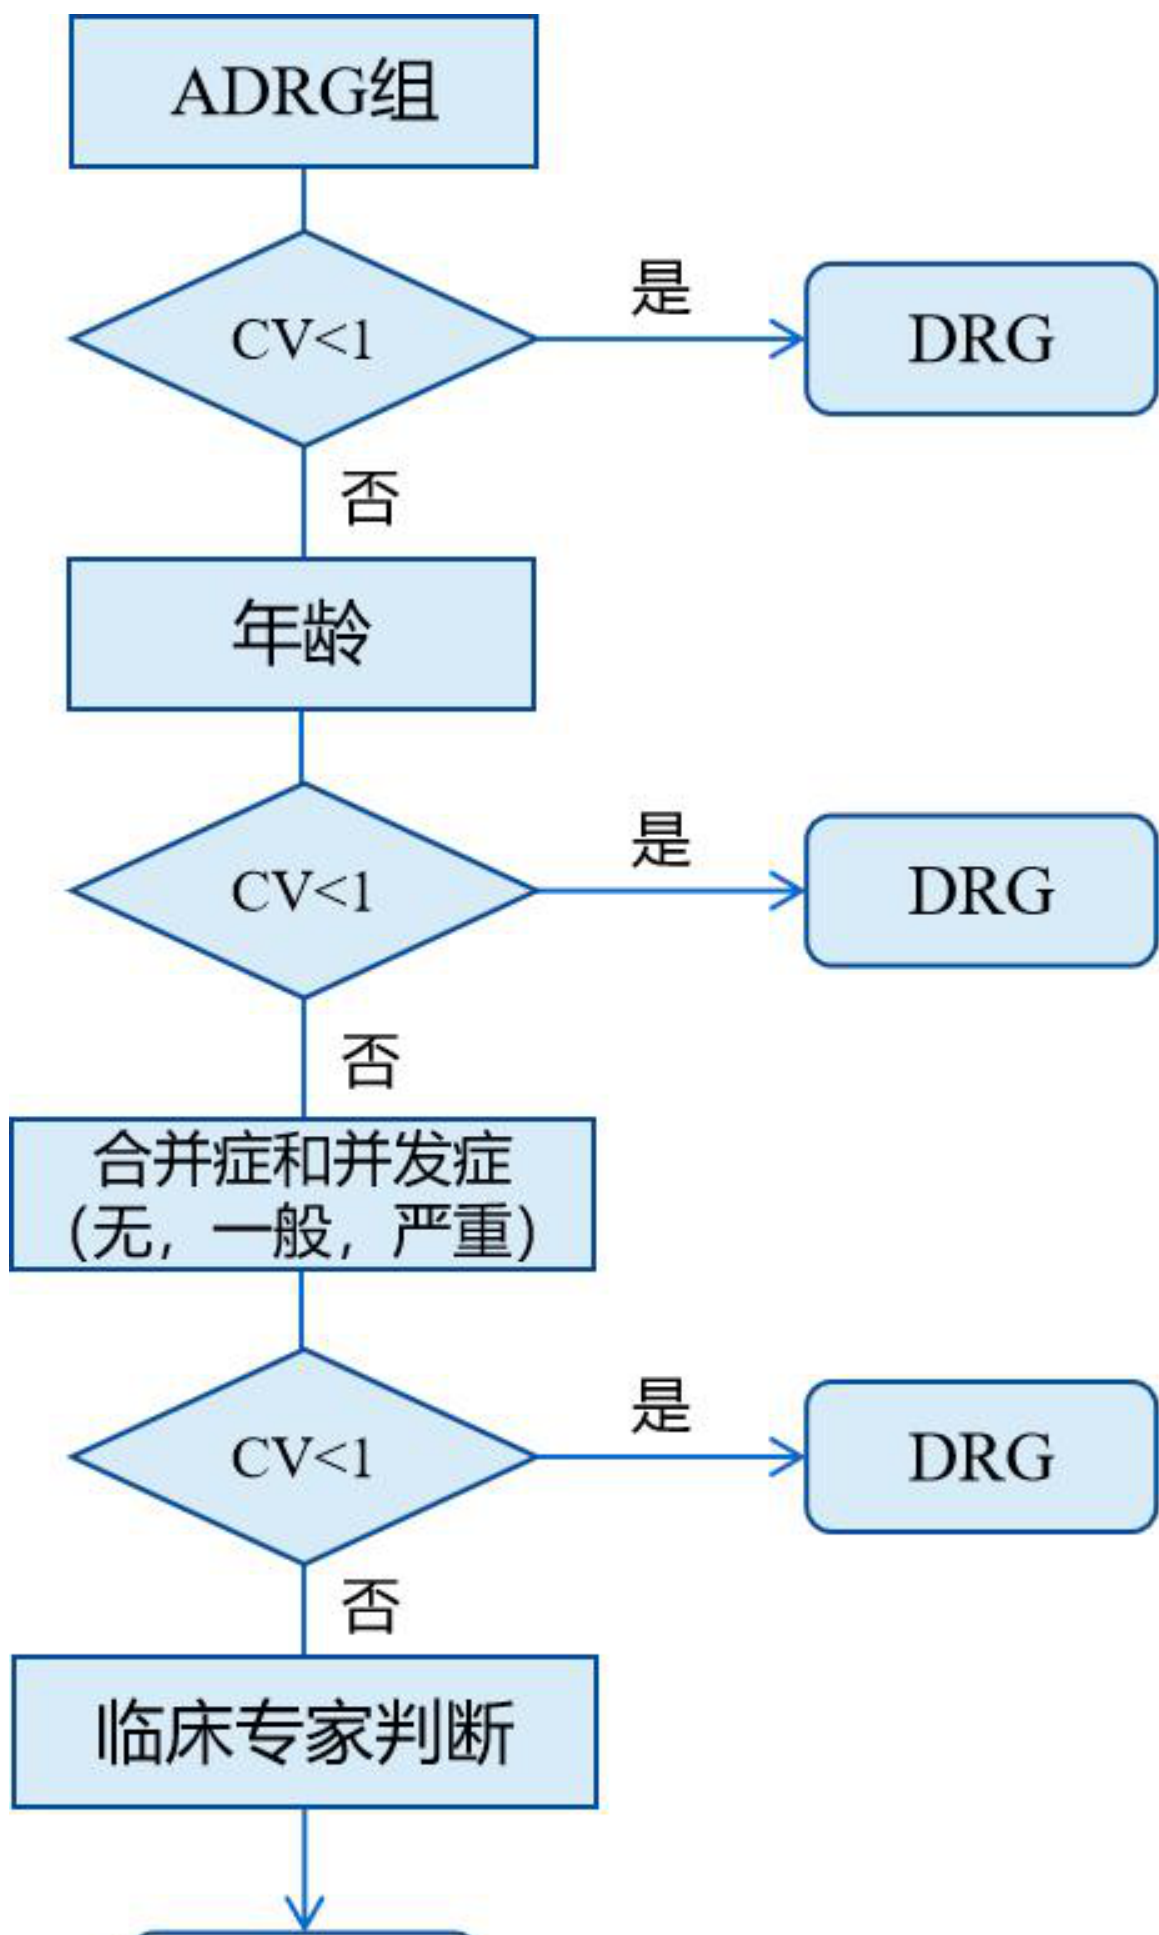 ADRG组
CV<1
是
DRG
否
年龄
CV<1
是
DRG
否
合并症和并发症
（无，一般，严重）
CV<1
是
DRG
否
临床专家判断